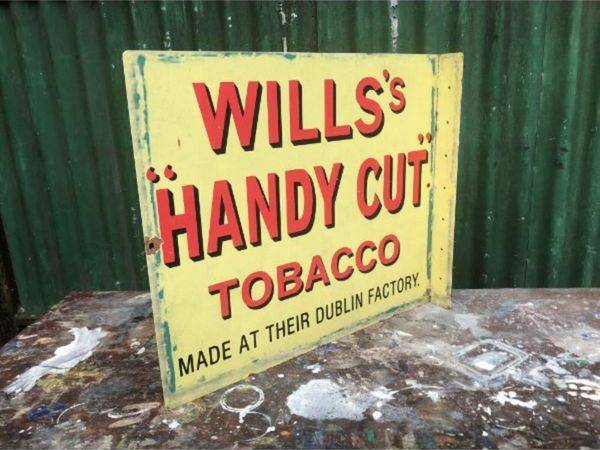 WILLS's
"HANDY CUT"
TOBACCO
MADE AT THEIR DUBLIN FACTORY.